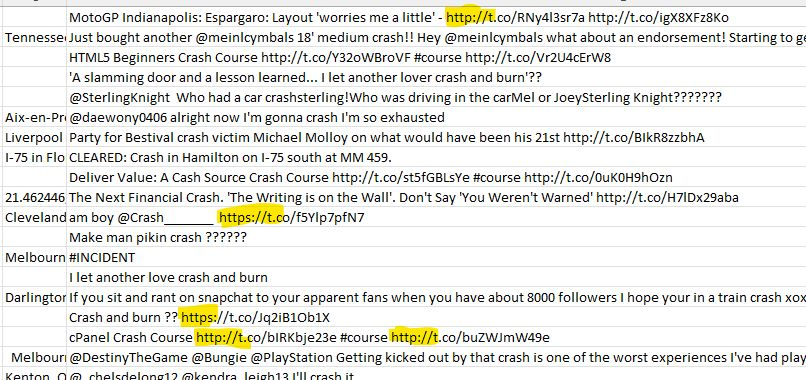 MotoGP Indianapolis: Espargaro: Layout 'worries me a little' - http://t.co/RNy4l3sr7a http://t.co/igX8XFz8Ko
Tennessee Just bought another @meinlcymbals 18' medium crash!! Hey @meinlcymbals what about an endorsement! Starting to ge
HTML5 Beginners Crash Course http://t.co/Y32oWBroVF #course http://t.co/Vr2U4cErW8
'A slamming door and a lesson learned... I let another lover crash and burn'??
@SterlingKnight  Who had a car crashsterling!Who was driving in the carMel or JoeySterling Knight???????
Aix-en-Pro @daewony0406 alright now I'm gonna crash I'm so exhausted
Liverpool Party for Bestival crash victim Michael Molloy on what would have been his 21st http://t.co/BIkR8zzbhA
I-75 in Flo CLEARED: Crash in Hamilton on I-75 south at MM 459.
Deliver Value: A Cash Source Crash Course http://t.co/st5fGBLsYe #course http://t.co/0uK0H9hOzn
21.462446 The Next Financial Crash. 'The Writing is on the Wall'. Don't Say 'You Weren't Warned' http://t.co/H7lDx29aba
Cleveland am boy @Crash_______ https://t.co/f5Ylp7pfN7
Make man pikin crash ??????
Melbourn #INCIDENT
I let another love crash and burn
Darlington If you sit and rant on snapchat to your apparent fans when you have about 8000 followers I hope your in a train crash xox
Crash and burn ?? https://t.co/Jq2iB1Ob1X
cPanel Crash Course http://t.co/bIRKbje23e #course http://t.co/buZWJmW49e
Melbourn @DestinyTheGame @Bungie @PlayStation Getting kicked out by that crash is one of the worst experiences I've had play
Kenton, O @_chelsdelong12 @kendra_leigh13 I'll crash it